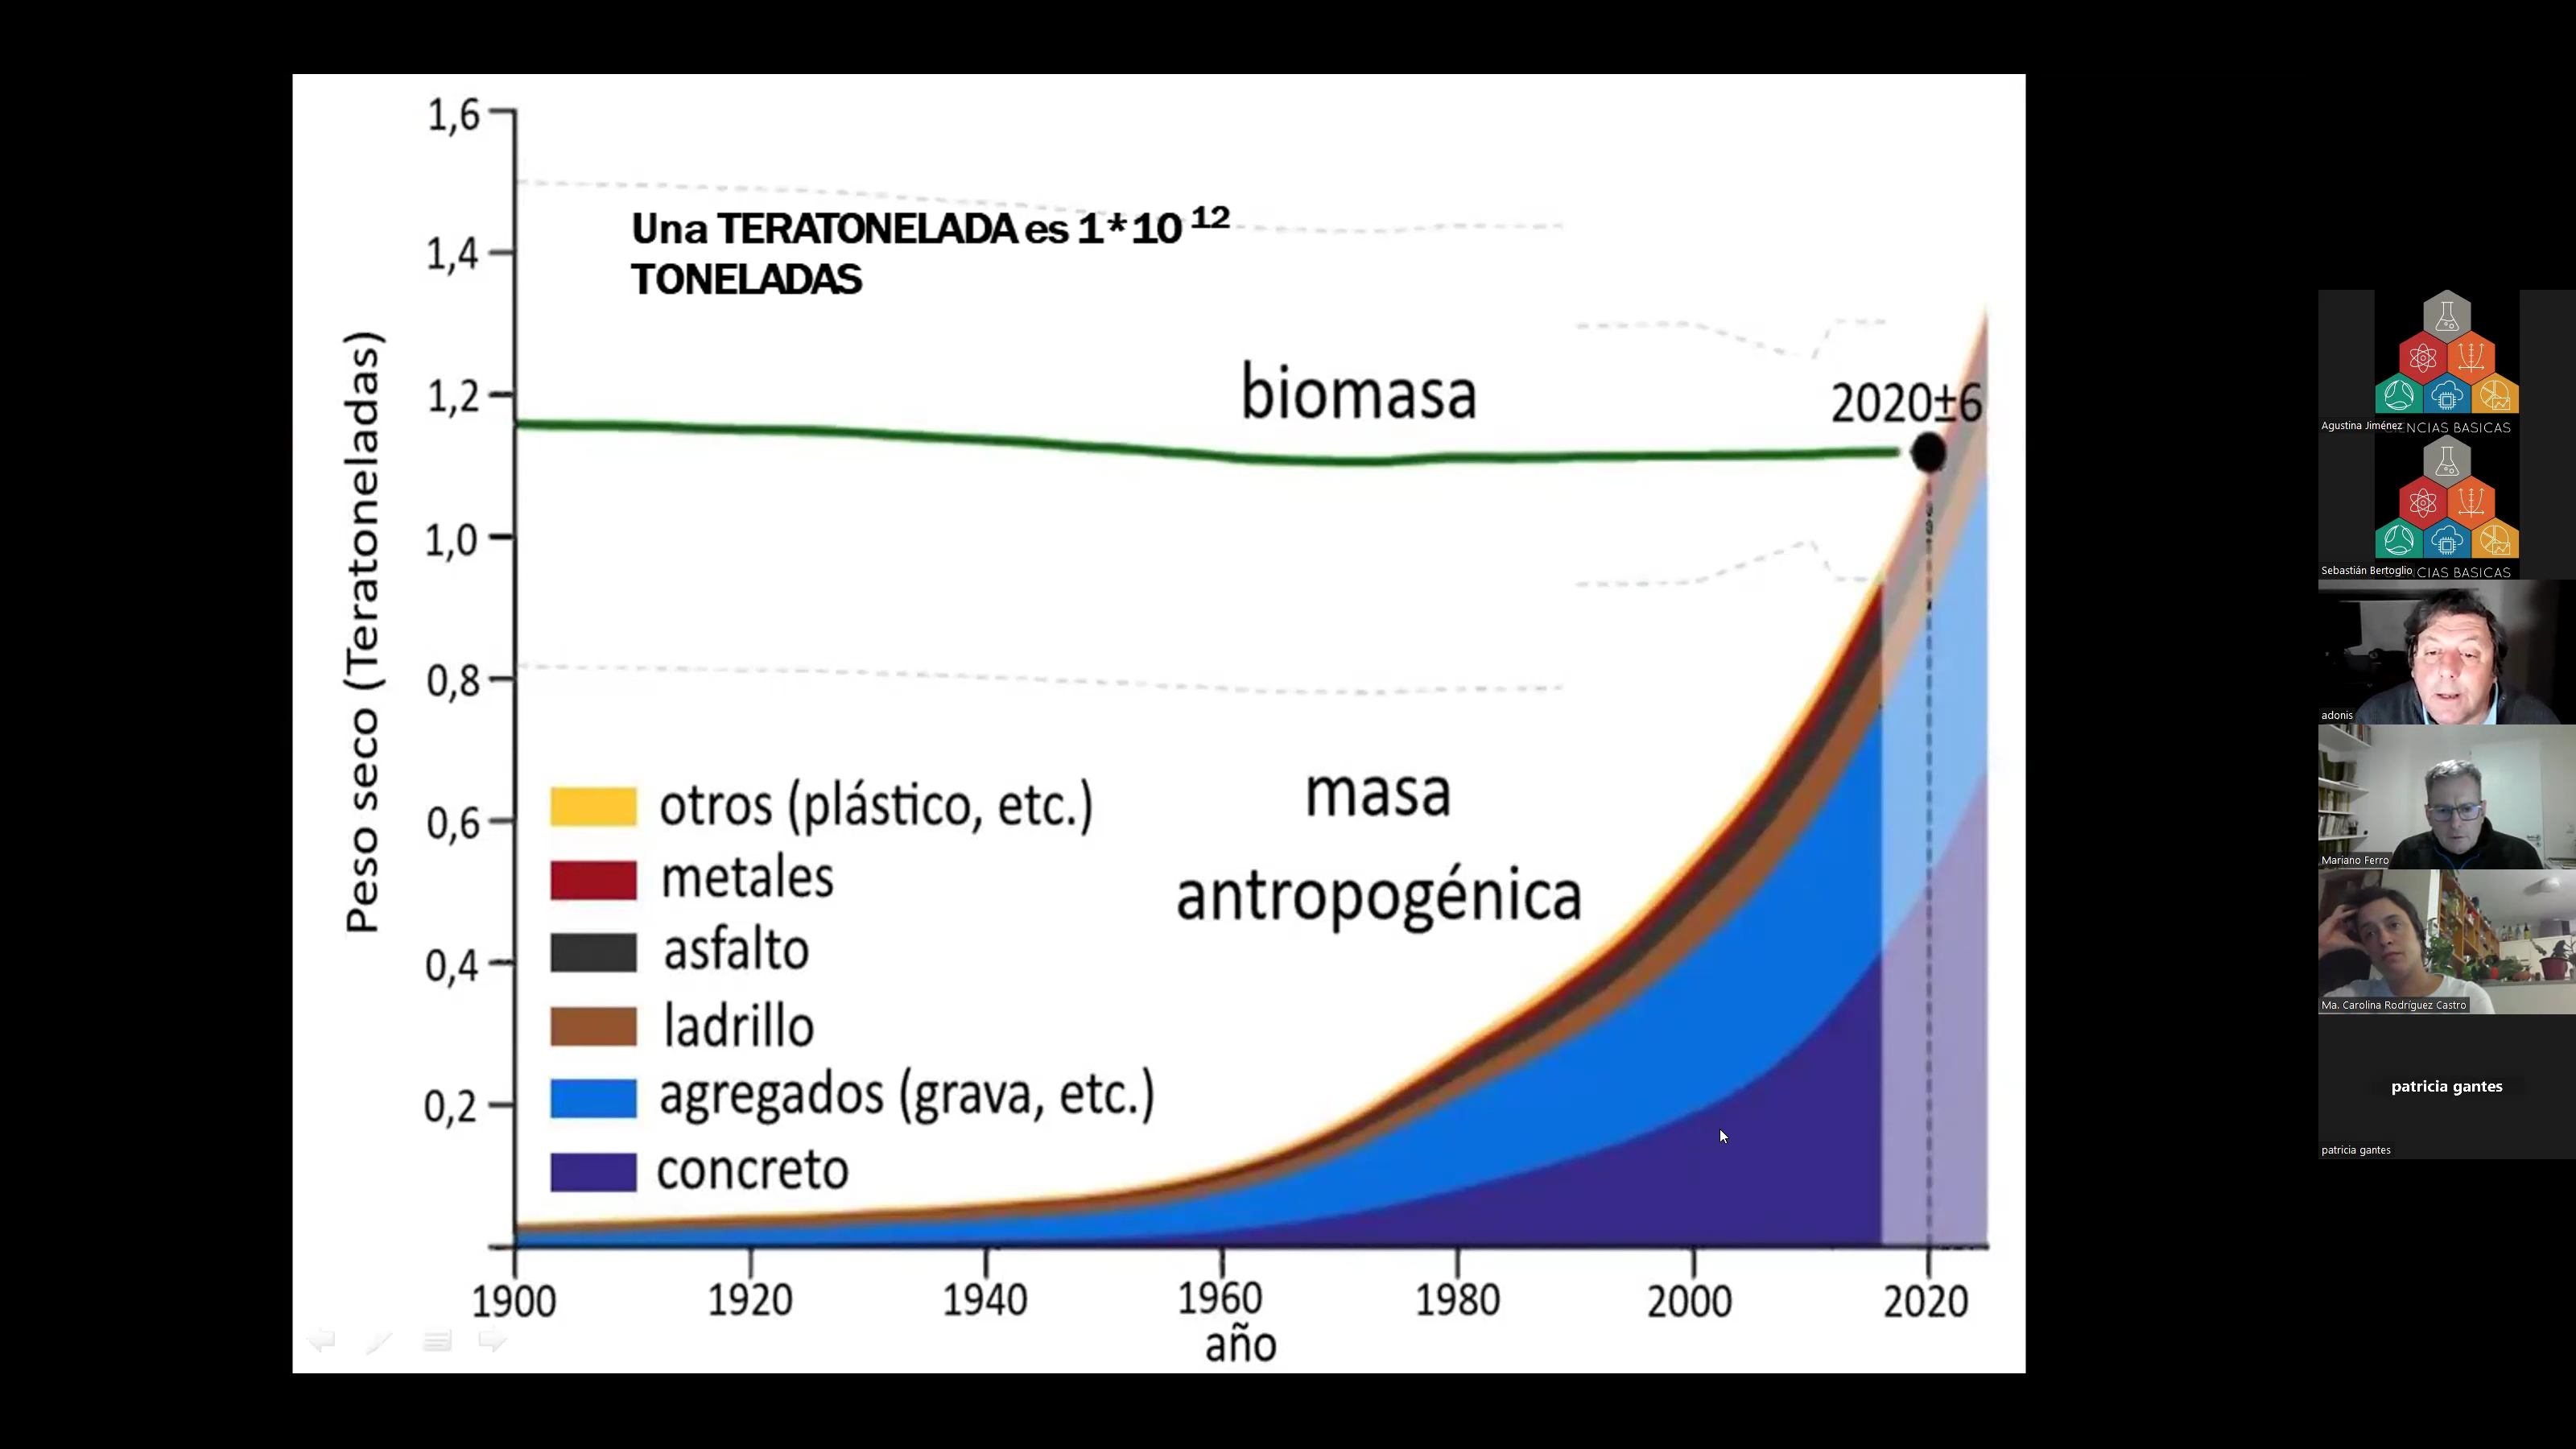 1,6
Una TERATONELADA es 1*10 12
TONELADAS
1,4
1,2
biomasa
2020±6
1,0
0,8
0,6
0,4
0,2
Peso seco (Teratoneladas)
masa
antropogénica
otros (plástico, etc.)
metales
asfalto
ladrillo
agregados (grava, etc.)
concreto
1900 1920 1940 1960 1980 2000 2020
año
Agustina Jiménez
NCIAS BASICAS
Sebastián Bertoglio
CIAS BASICAS
adonis
Mariano Ferro
Ma. Carolina Rodríguez Castro
patricia gantes
patricia gantes